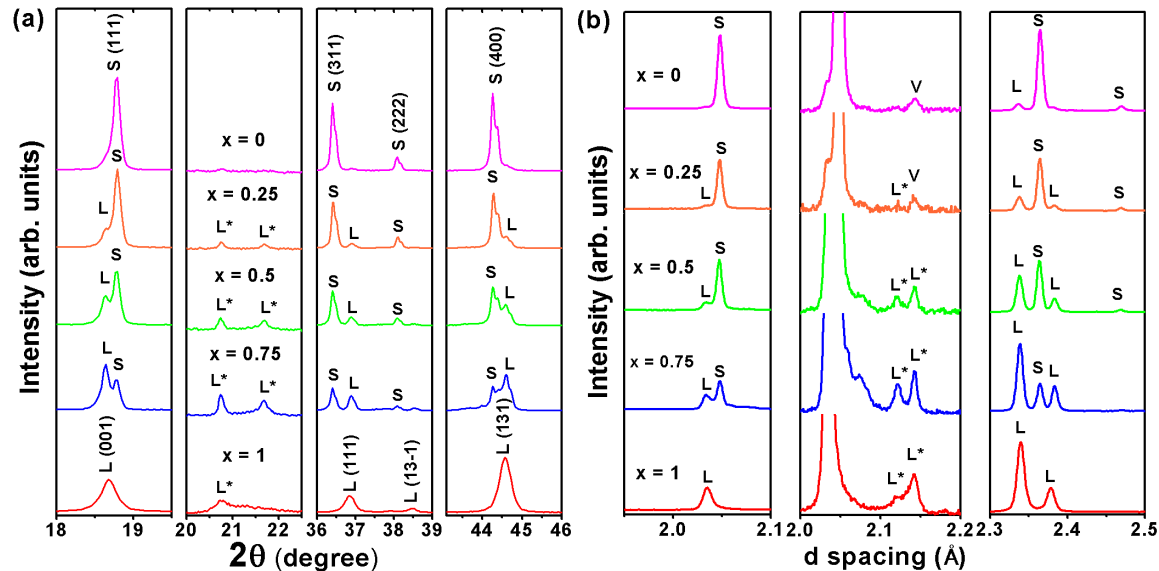 (a)
S (111)
S (311)
S (222)
S (400)
x = 0
S
L
x = 0.25
L*
L*
S
L
S
S
L
S
L
x = 0.5
L*
L*
S
L
S
S
L
L
S
x = 0.75
L*
L*
S
L
S
S
L
L (001)
x = 1
L*
L (111)
L (13-1)
L (131)
18
19
20
21
22
36
37
38
39
44
45
46
2θ (degree)
Intensity (arb. units)
(b)
x = 0
S
V
L
S
S
x = 0.25
L
S
L*
V
L
S
L
S
x = 0.5
L
S
L*
L*
L
S
L
S
x = 0.75
L
S
L*
L*
L
S
L
x = 1
L
L*
L*
L
L
2.0
2.1
2.12
2.0
2.1
2.2
2.3
2.4
2.5
d spacing (Å)
Intensity (arb. units)